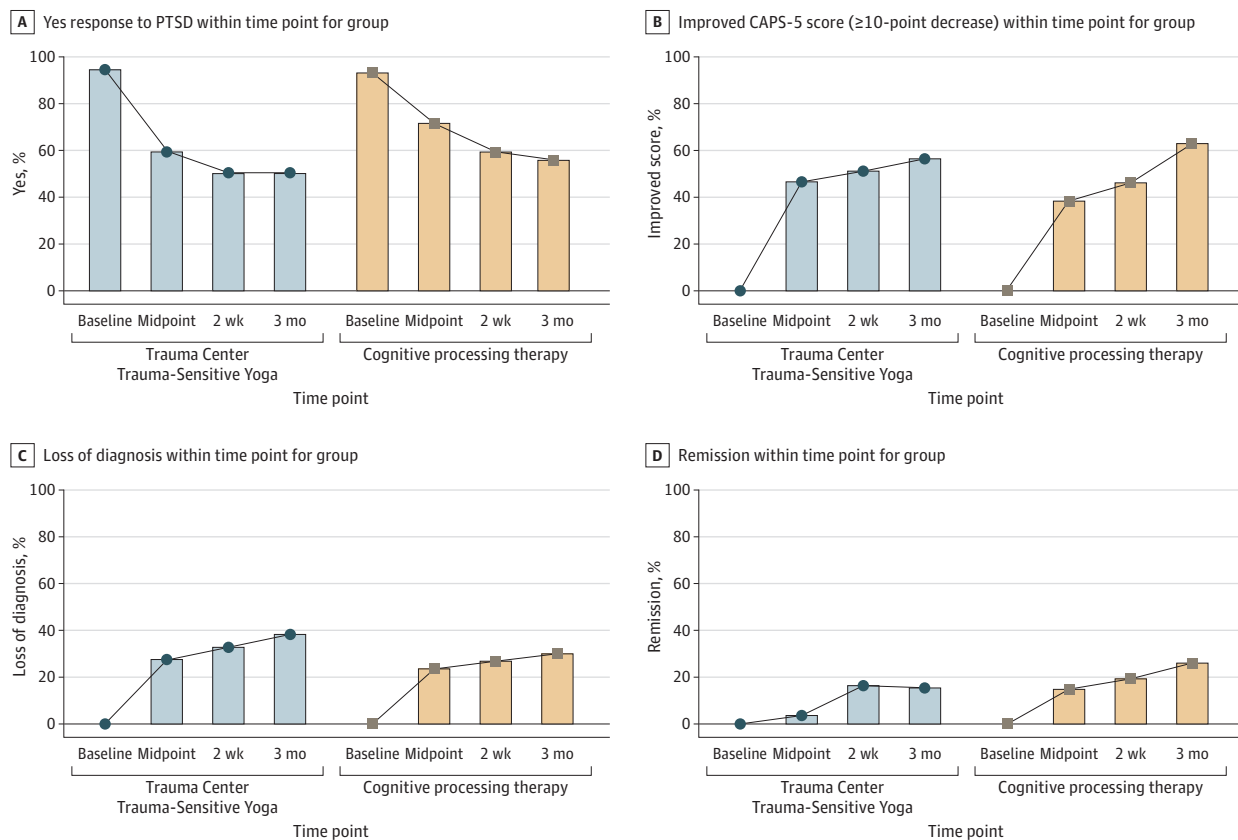 A Yes response to PTSD within time point for group
100
80
60
40
20
0
Yes, %
Baseline Midpoint 2 wk 3 mo Baseline Midpoint 2 wk 3 mo
Trauma Center
Trauma-Sensitive Yoga
Cognitive processing therapy
Time point
B Improved CAPS-5 score (≥10-point decrease) within time point for group
100
80
60
40
20
0
Improved score, %
Baseline Midpoint 2 wk 3 mo Baseline Midpoint 2 wk 3 mo
Trauma Center
Trauma-Sensitive Yoga
Cognitive processing therapy
Time point
C Loss of diagnosis within time point for group
100
80
60
40
20
0
Loss of diagnosis, %
Baseline Midpoint 2 wk 3 mo Baseline Midpoint 2 wk 3 mo
Trauma Center
Trauma-Sensitive Yoga
Cognitive processing therapy
Time point
D Remission within time point for group
100
80
60
40
20
0
Remission, %
Baseline Midpoint 2 wk 3 mo Baseline Midpoint 2 wk 3 mo
Trauma Center
Trauma-Sensitive Yoga
Cognitive processing therapy
Time point